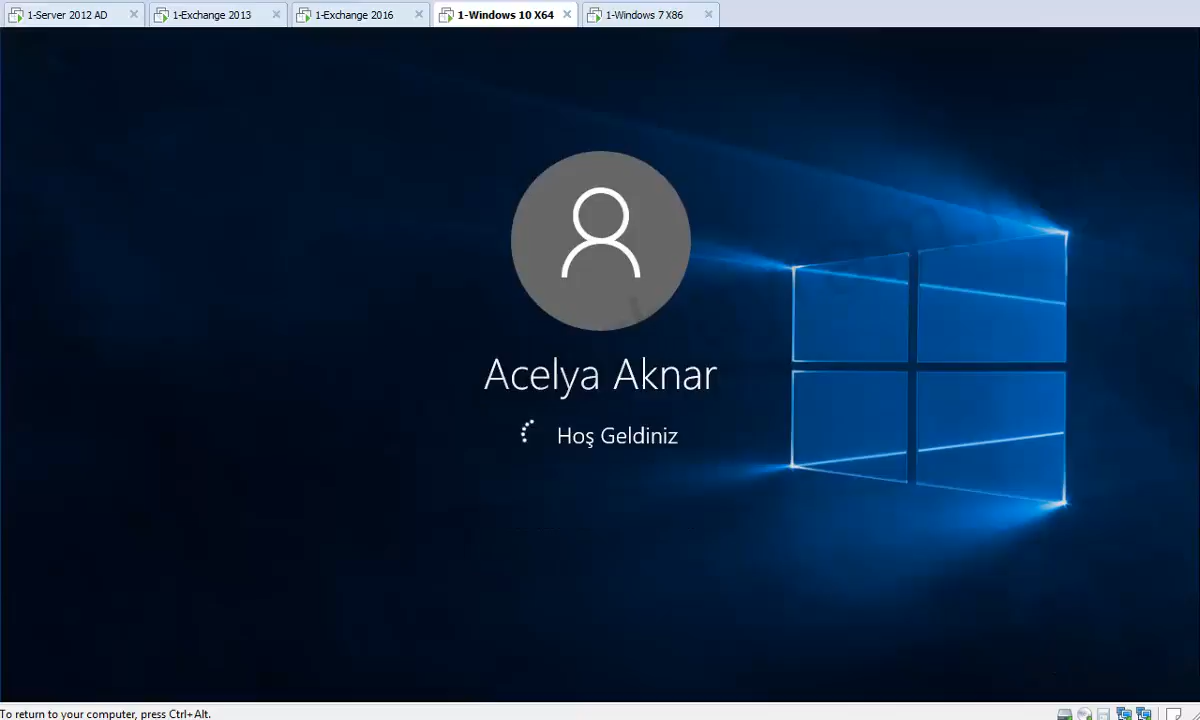 1-Server 2012 AD
1-Exchange 2013
1-Exchange 2016
1-Windows 10 X64
1-Windows 7 X86
Acelya Aknar
Hoş Geldiniz
To return to your computer, press Ctrl+Alt.